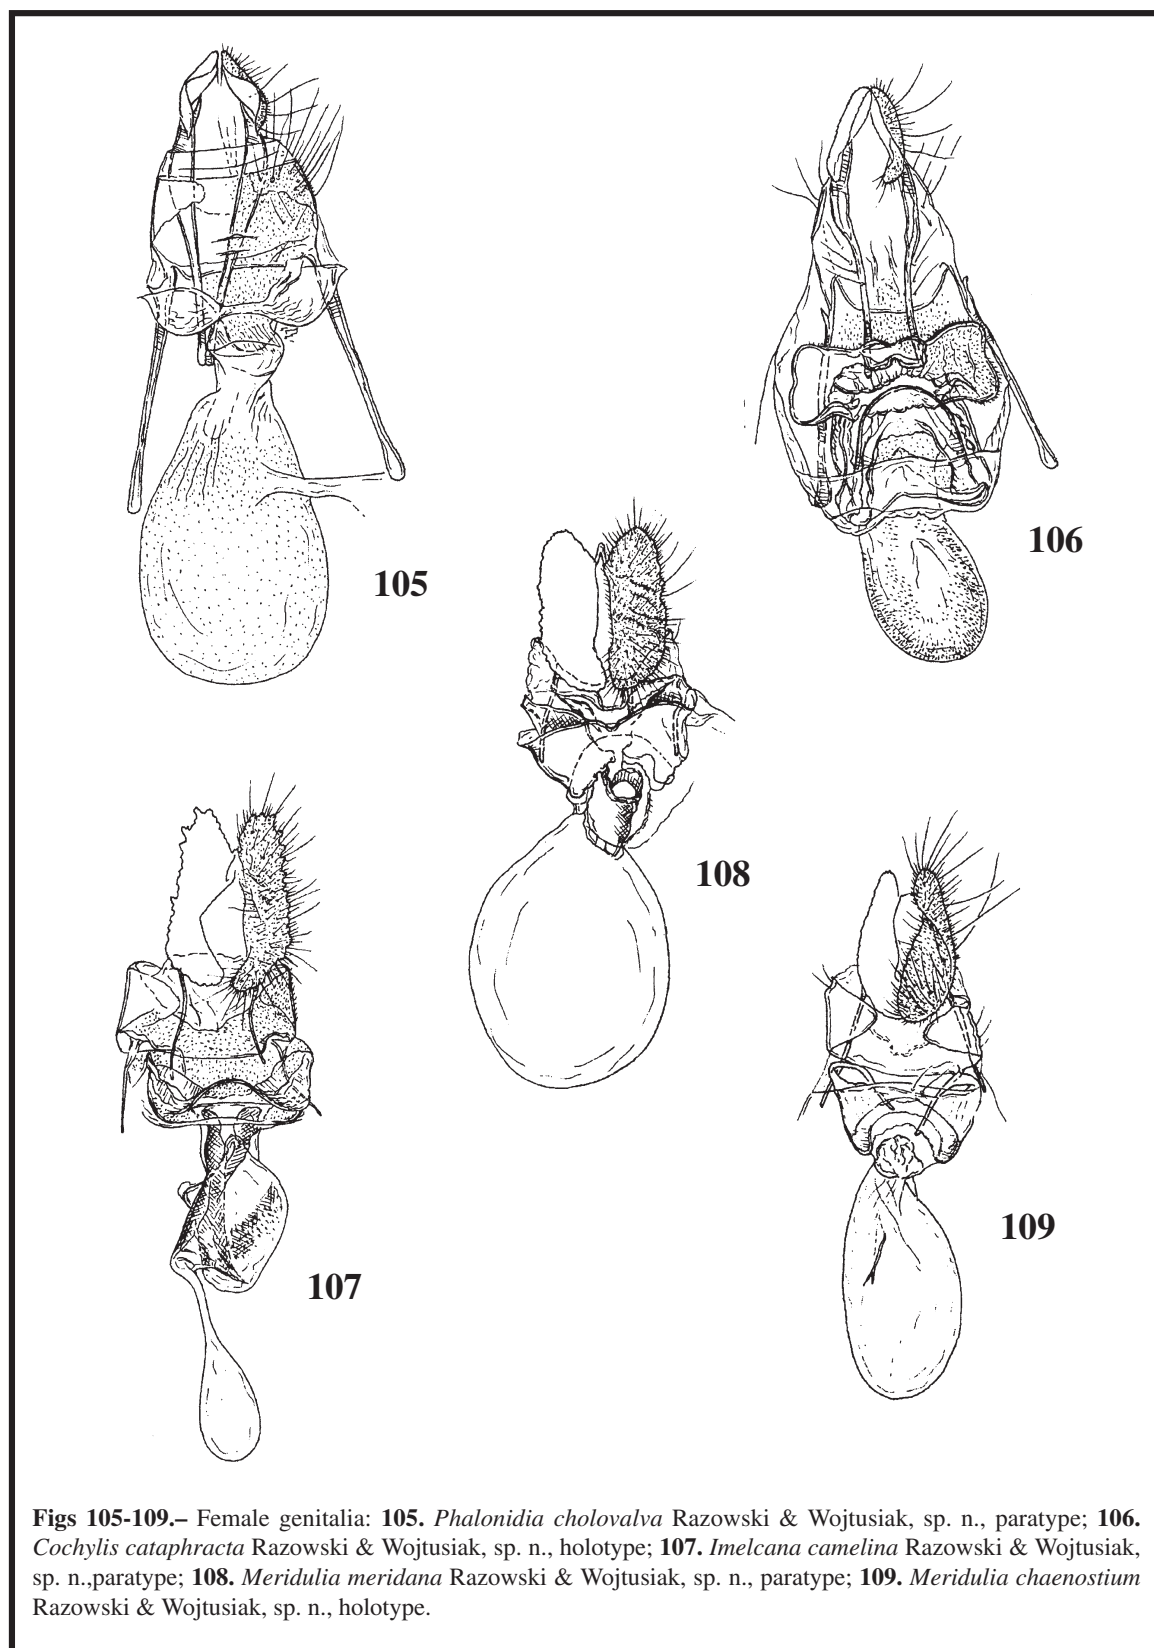 105
106
108
107
109
Figs 105-109.– Female genitalia: 105. Phalonidia cholovalva Razowski & Wojtusiak, sp. n., paratype; 106.
Cochylis cataphracta Razowski & Wojtusiak, sp. n., holotype; 107. Imelcana camelina Razowski & Wojtusiak,
sp. n.,paratype; 108. Meridulia meridana Razowski & Wojtusiak, sp. n., paratype; 109. Meridulia chaenostium
Razowski & Wojtusiak, sp. n., holotype.